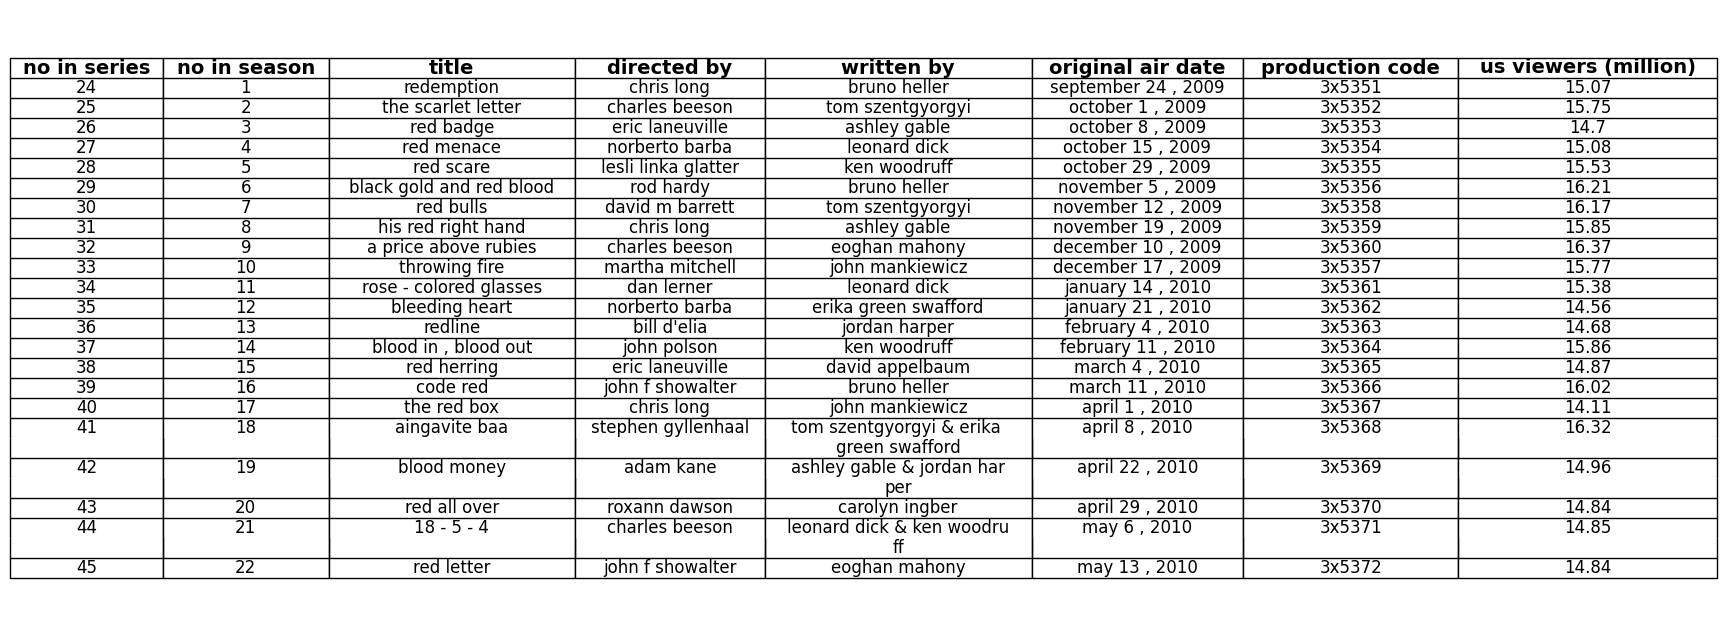 no in series no in season title directed by written by original air date production code us viewers (million)
24 1 redemption chris long bruno heller september 24 , 2009 3x5351 15.07
25 2 the scarlet letter charles beeson tom szentgyorgyi october 1 , 2009 3x5352 15.75
26 3 red badge eric laneuville ashley gable october 8 , 2009 3x5353 14.7
27 4 red menace norberto barba leonard dick october 15 , 2009 3x5354 15.08
28 5 red scare lesli linka glatter ken woodruff october 29 , 2009 3x5355 15.53
29 6 black gold and red blood rod hardy bruno heller november 5 , 2009 3x5356 16.21
30 7 red bulls david m barrett tom szentgyorgyi november 12 , 2009 3x5358 16.17
31 8 his red right hand chris long ashley gable november 19 , 2009 3x5359 15.85
32 9 a price above rubies charles beeson eoghan mahony december 10 , 2009 3x5360 16.37
33 10 throwing fire martha mitchell john mankiewicz december 17 , 2009 3x5357 15.77
34 11 rose - colored glasses dan lerner leonard dick january 14 , 2010 3x5361 15.38
35 12 bleeding heart norberto barba erika green swafford january 21 , 2010 3x5362 14.56
36 13 redline bill d'elia jordan harper february 4 , 2010 3x5363 14.68
37 14 blood in , blood out john polson ken woodruff february 11 , 2010 3x5364 15.86
38 15 red herring eric laneuville david appelbaum march 4 , 2010 3x5365 14.87
39 16 code red john f showalter bruno heller march 11 , 2010 3x5366 16.02
40 17 the red box chris long john mankiewicz april 1 , 2010 3x5367 14.11
41 18 aingavite baa stephen gyllenhaal tom szentgyorgyi & erika april 8 , 2010 3x5368 16.32
green swafford
42 19 blood money adam kane ashley gable & jordan har april 22 , 2010 3x5369 14.96
per
43 20 red all over roxann dawson carolyn ingber april 29 , 2010 3x5370 14.84
44 21 18 - 5 - 4 charles beeson leonard dick & ken woodru may 6 , 2010 3x5371 14.85
ff
45 22 red letter john f showalter eoghan mahony may 13 , 2010 3x5372 14.84